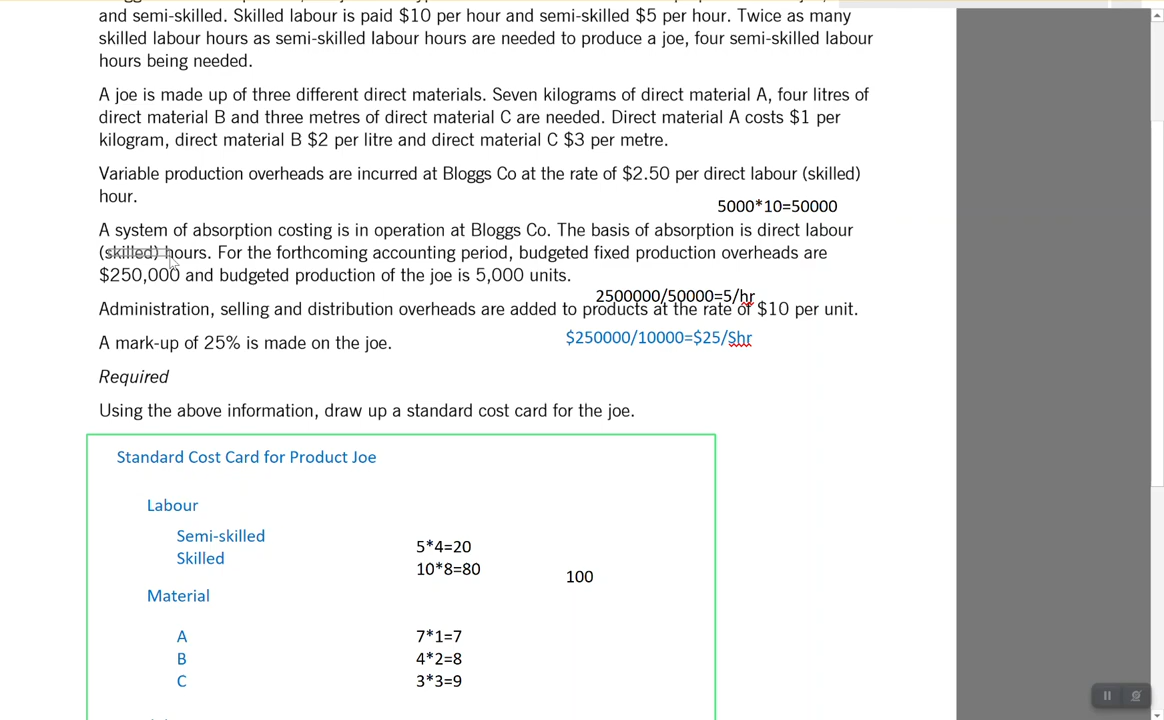 and semi-skilled. Skilled labour is paid $10 per hour and semi-skilled $5 per hour. Twice as many
skilled labour hours as semi-skilled labour hours are needed to produce a joe, four semi-skilled labour
hours being needed.
A joe is made up of three different direct materials. Seven kilograms of direct material A, four litres of
direct material B and three metres of direct material C are needed. Direct material A costs $1 per
kilogram, direct material B $2 per litre and direct material C $3 per metre.
Variable production overheads are incurred at Bloggs Co at the rate of $2.50 per direct labour (skilled)
hour.
5000*10=50000
A system of absorption costing is in operation at Bloggs Co. The basis of absorption is direct labour
(skilled) hours. For the forthcoming accounting period, budgeted fixed production overheads are
$250,000 and budgeted production of the joe is 5,000 units.
2500000/50000=5/hr
Administration, selling and distribution overheads are added to products at the rate of $10 per unit.
$250000/10000=$25/Shr
A mark-up of 25% is made on the joe.
Required
Using the above information, draw up a standard cost card for the joe.
Standard Cost Card for Product Joe
Labour
Semi-skilled 5*4=20
Skilled 10*8=80
100
Material
A 7*1=7
B 4*2=8
C 3*3=9